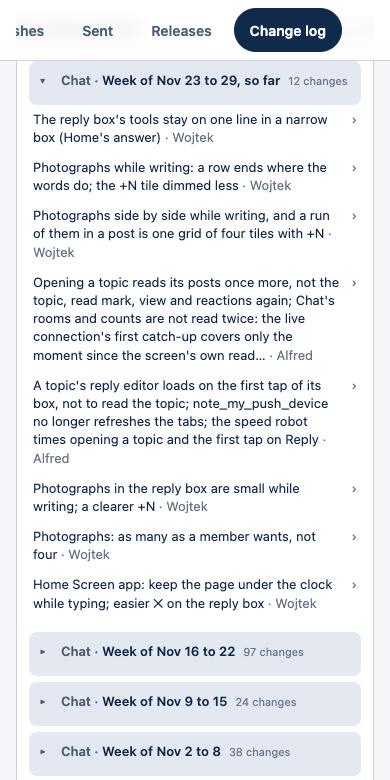 shes Sent Releases Change log
Chat · Week of Nov 23 to 29, so far 12 changes
The reply box's tools stay on one line in a narrow
box (Home's answer) · Wojtek
Photographs while writing: a row ends where the
words do; the +N tile dimmed less · Wojtek
Photographs side by side while writing, and a run
of them in a post is one grid of four tiles with +N ·
Wojtek
Opening a topic reads its posts once more, not the
topic, read mark, view and reactions again; Chat's
rooms and counts are not read twice: the live
connection's first catch-up covers only the
moment since the screen's own read… · Alfred
A topic's reply editor loads on the first tap of its
box, not to read the topic; note_my_push_device
no longer refreshes the tabs; the speed robot
times opening a topic and the first tap on Reply ·
Alfred
Photographs in the reply box are small while
writing; a clearer +N · Wojtek
Photographs: as many as a member wants, not
four · Wojtek
Home Screen app: keep the page under the clock
while typing; easier ✕ on the reply box · Wojtek
Chat · Week of Nov 16 to 22 97 changes
Chat · Week of Nov 9 to 15 24 changes
Chat · Week of Nov 2 to 8 38 changes